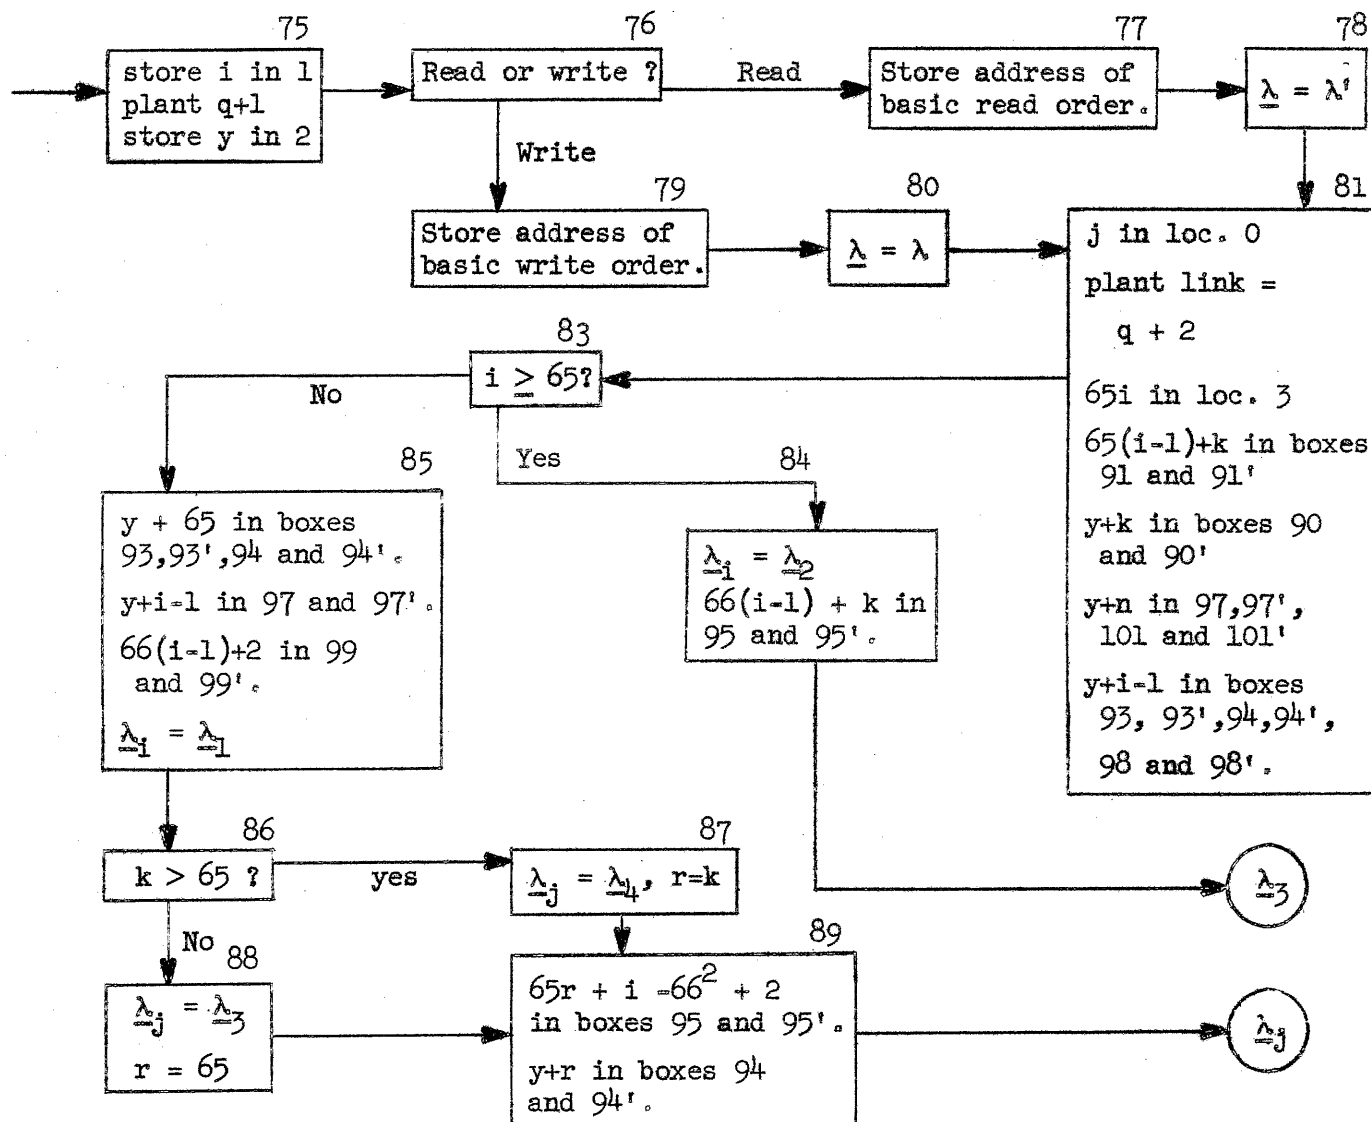 75
store i in 1
plant q+1
store y in 2
76
Read or write ?
Read
Write
77
Store address of
basic read order.
78
λ = λ'
79
Store address of
basic write order.
80
λ = λ
81
j in loc. 0
plant link =
q + 2
65i in loc. 3
65(i-1)+k in boxes
91 and 91'
y+k in boxes 90
and 90'
y+n in 97,97',
101 and 101'
y+i-1 in boxes
93, 93',94,94',
98 and 98'.
83
i ≥ 65?
No
Yes
84
λi = λ2
66(i-1) + k in
95 and 95'.
λ3
85
y + 65 in boxes
93,93',94 and 94'.
y+i-1 in 97 and 97'.
66(i-1)+2 in 99
and 99'.
λi = λ1
86
k > 65 ?
yes
No
87
λj = λ4, r=k
88
λj = λ3
r = 65
89
65r + i -66² + 2
in boxes 95 and 95'.
y+r in boxes 94
and 94'.
λj